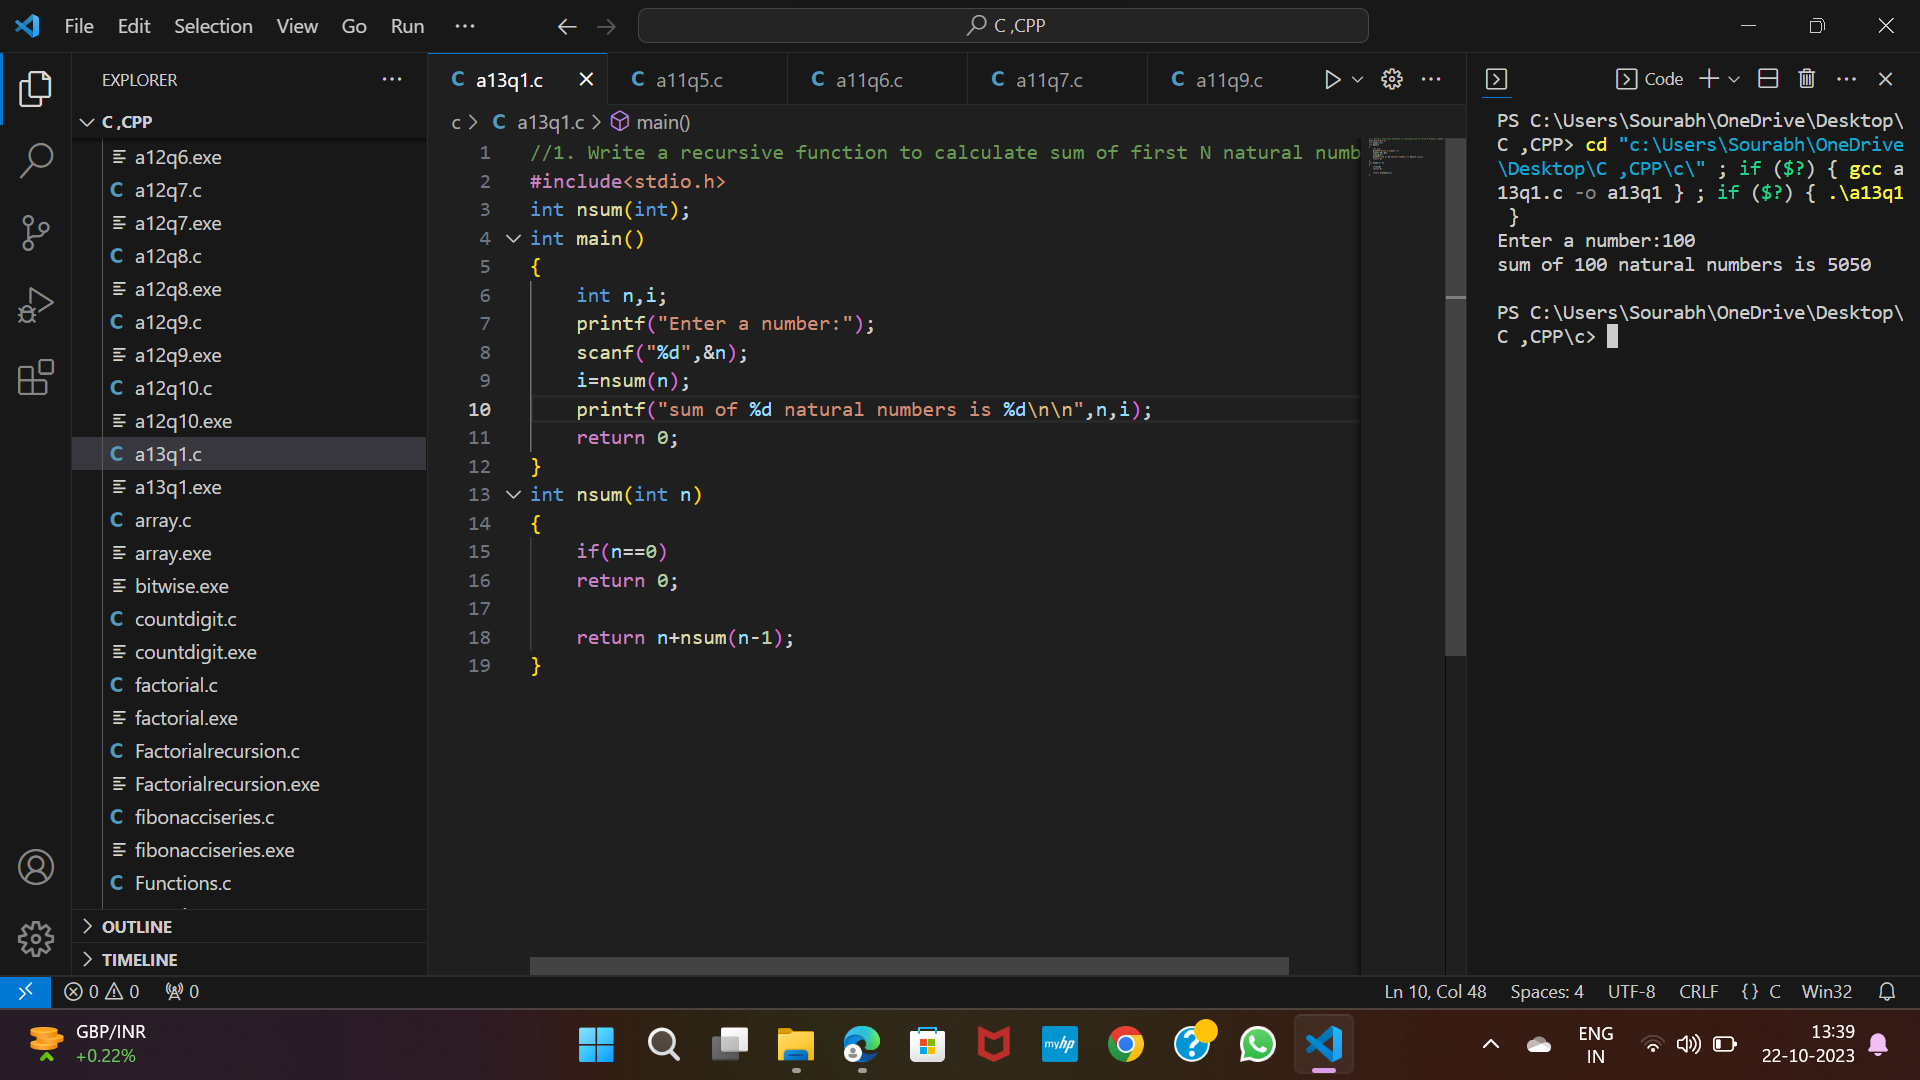 File Edit Selection View Go Run ···
C ,CPP
EXPLORER
C ,CPP
a12q6.exe
a12q7.c
a12q7.exe
a12q8.c
a12q8.exe
a12q9.c
a12q9.exe
a12q10.c
a12q10.exe
a13q1.c
a13q1.exe
array.c
array.exe
bitwise.exe
countdigit.c
countdigit.exe
factorial.c
factorial.exe
Factorialrecursion.c
Factorialrecursion.exe
fibonacciseries.c
fibonacciseries.exe
Functions.c
OUTLINE
TIMELINE
a13q1.c a11q5.c a11q6.c a11q7.c a11q9.c
c > C a13q1.c > main()
1 //1. Write a recursive function to calculate sum of first N natural numb
2 #include<stdio.h>
3 int nsum(int);
4 int main()
5 {
6 int n,i;
7 printf("Enter a number:");
8 scanf("%d",&n);
9 i=nsum(n);
10 printf("sum of %d natural numbers is %d\n\n",n,i);
11 return 0;
12 }
13 int nsum(int n)
14 {
15 if(n==0)
16 return 0;
17
18 return n+nsum(n-1);
19 }
Code
PS C:\Users\Sourabh\OneDrive\Desktop\
C ,CPP> cd "c:\Users\Sourabh\OneDrive
\Desktop\C ,CPP\c\" ; if ($?) { gcc a
13q1.c -o a13q1 } ; if ($?) { .\a13q1
}
Enter a number:100
sum of 100 natural numbers is 5050
PS C:\Users\Sourabh\OneDrive\Desktop\
C ,CPP\c>
0 0 0
Ln 10, Col 48 Spaces: 4 UTF-8 CRLF {} C Win32
GBP/INR
+0.22%
myhp
ENG
IN
13:39
22-10-2023